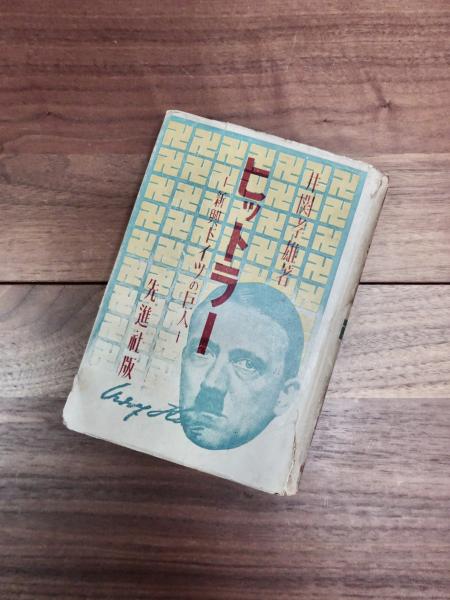 井関孝雄著
ヒットラー
—新興ドイツの巨人—
先進社版